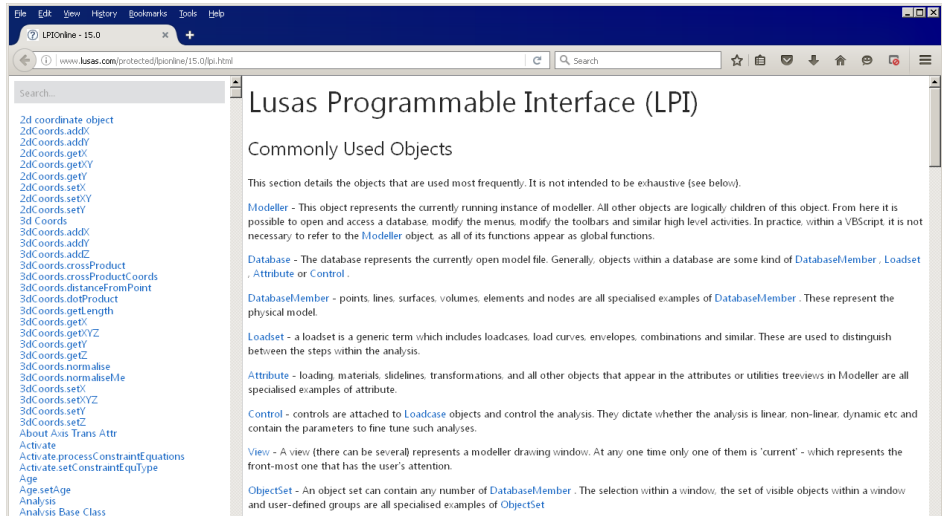 File Edit View History Bookmarks Tools Help
LPIOnline - 15.0
www.lusas.com/protected/lpionline/15.0/lpi.html
Search
Search...
2d coordinate object
2dCoords.addX
2dCoords.addY
2dCoords.getX
2dCoords.getXY
2dCoords.getY
2dCoords.setX
2dCoords.setXY
2dCoords.setY
3d Coords
3dCoords.addX
3dCoords.addY
3dCoords.addZ
3dCoords.crossProduct
3dCoords.crossProductCoords
3dCoords.distanceFromPoint
3dCoords.dotProduct
3dCoords.getLength
3dCoords.getX
3dCoords.getXYZ
3dCoords.getY
3dCoords.getZ
3dCoords.normalise
3dCoords.normaliseMe
3dCoords.setX
3dCoords.setXYZ
3dCoords.setY
3dCoords.setZ
About Axis Trans Attr
Activate
Activate.processConstraintEquations
Activate.setConstraintEquType
Age
Age.setAge
Analysis
Analysis Base Class
Lusas Programmable Interface (LPI)
Commonly Used Objects
This section details the objects that are used most frequently. It is not intended to be exhaustive (see below).
Modeller - This object represents the currently running instance of modeller. All other objects are logically children of this object. From here it is
possible to open and access a database, modify the menus, modify the toolbars and similar high level activities. In practice, within a VBScript, it is not
necessary to refer to the Modeller object, as all of its functions appear as global functions.
Database - The database represents the currently open model file. Generally, objects within a database are some kind of DatabaseMember , Loadset
, Attribute or Control .
DatabaseMember - points, lines, surfaces, volumes, elements and nodes are all specialised examples of DatabaseMember . These represent the
physical model.
Loadset - a loadset is a generic term which includes loadcases, load curves, envelopes, combinations and similar. These are used to distinguish
between the steps within the analysis.
Attribute - loading, materials, slidelines, transformations, and all other objects that appear in the attributes or utilities treeviews in Modeller are all
specialised examples of attribute.
Control - controls are attached to Loadcase objects and control the analysis. They dictate whether the analysis is linear, non-linear, dynamic etc and
contain the parameters to fine tune such analyses.
View - A view (there can be several) represents a modeller drawing window. At any one time only one of them is 'current' - which represents the
front-most one that has the user's attention.
ObjectSet - An object set can contain any number of DatabaseMember . The selection within a window, the set of visible objects within a window
and user-defined groups are all specialised examples of ObjectSet